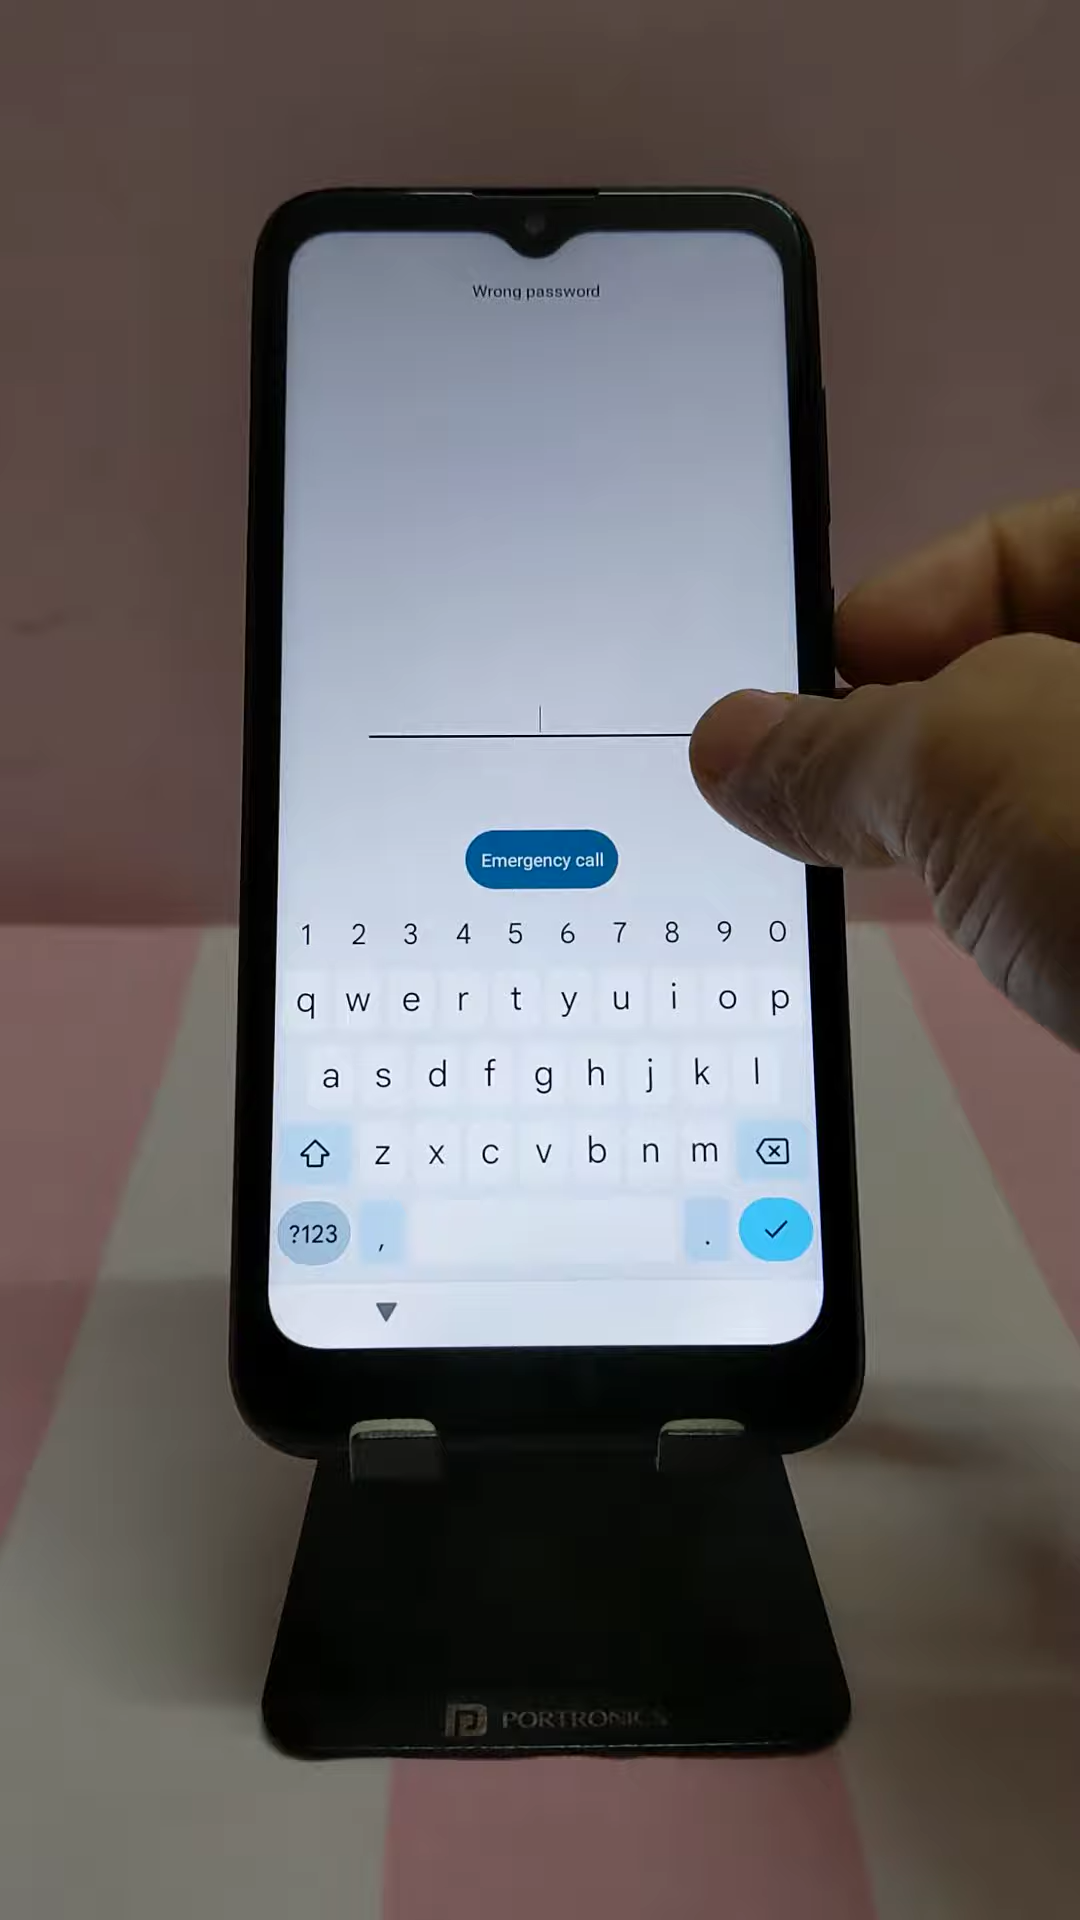 Wrong password
Emergency call
1 2 3 4 5 6 7 8 9 0
q w e r t y u i o p
a s d f g h j k l
z x c v b n m
?123 , .
PORTRONICS